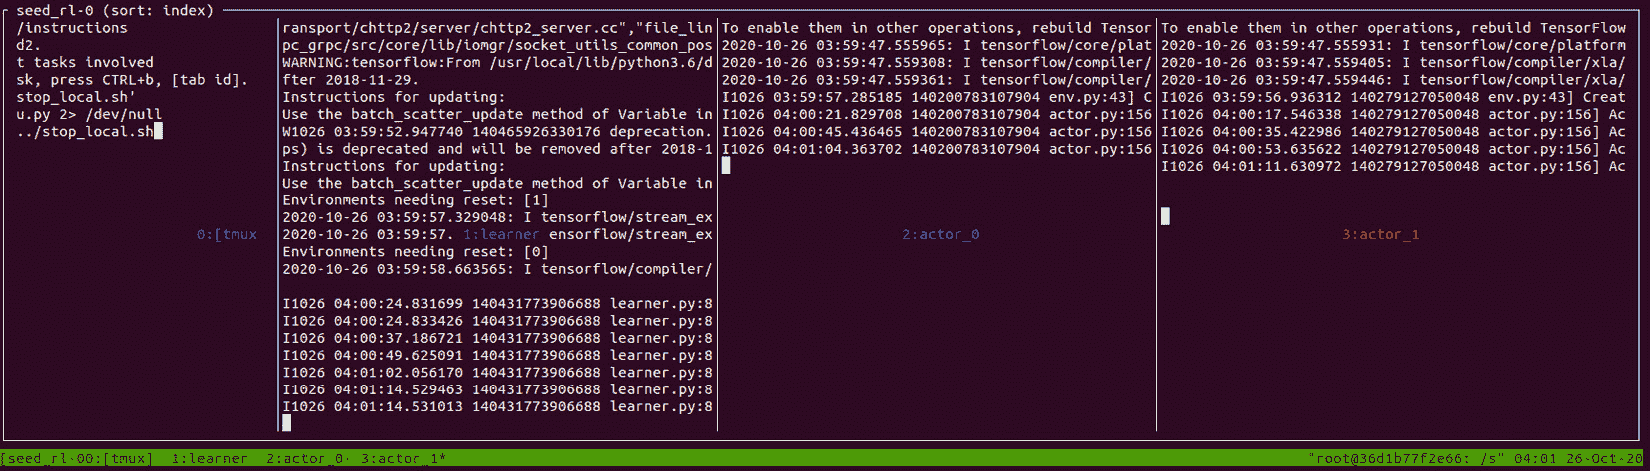 seed_rl-0 (sort: index)
/instructions
d2.
t tasks involved
sk, press CTRL+b, [tab id].
stop_local.sh'
u.py 2> /dev/null
../stop_local.sh
0:[tmux
ransport/chttp2/server/chttp2_server.cc","file_lin
pc_grpc/src/core/lib/iomgr/socket_utils_common_pos
WARNING:tensorflow:From /usr/local/lib/python3.6/d
fter 2018-11-29.
Instructions for updating:
Use the batch_scatter_update method of Variable in
W1026 03:59:52.947740 140465926330176 deprecation.
ps) is deprecated and will be removed after 2018-1
Instructions for updating:
Use the batch_scatter_update method of Variable in
Environments needing reset: [1]
2020-10-26 03:59:57.329048: I tensorflow/stream_ex
2020-10-26 03:59:57. 1:learner ensorflow/stream_ex
Environments needing reset: [0]
2020-10-26 03:59:58.663565: I tensorflow/compiler/
I1026 04:00:24.831699 140431773906688 learner.py:8
I1026 04:00:24.833426 140431773906688 learner.py:8
I1026 04:00:37.186721 140431773906688 learner.py:8
I1026 04:00:49.625091 140431773906688 learner.py:8
I1026 04:01:02.056170 140431773906688 learner.py:8
I1026 04:01:14.529463 140431773906688 learner.py:8
I1026 04:01:14.531013 140431773906688 learner.py:8
To enable them in other operations, rebuild Tensor
2020-10-26 03:59:47.555965: I tensorflow/core/plat
2020-10-26 03:59:47.559308: I tensorflow/compiler/
2020-10-26 03:59:47.559361: I tensorflow/compiler/
I1026 03:59:57.285185 140200783107904 env.py:43] C
I1026 04:00:21.829708 140200783107904 actor.py:156
I1026 04:00:45.436465 140200783107904 actor.py:156
I1026 04:01:04.363702 140200783107904 actor.py:156
2:actor_0
To enable them in other operations, rebuild TensorFlow
2020-10-26 03:59:47.555931: I tensorflow/core/platform
2020-10-26 03:59:47.559405: I tensorflow/compiler/xla/
2020-10-26 03:59:47.559446: I tensorflow/compiler/xla/
I1026 03:59:56.936312 140279127050048 env.py:43] Creat
I1026 04:00:17.546338 140279127050048 actor.py:156] Ac
I1026 04:00:35.422986 140279127050048 actor.py:156] Ac
I1026 04:00:53.635622 140279127050048 actor.py:156] Ac
I1026 04:01:11.630972 140279127050048 actor.py:156] Ac
3:actor_1
[seed_rl-00:[tmux] 1:learner 2:actor_0- 3:actor_1* "root@36d1b77f2e66: /s" 04:01 26-Oct-20